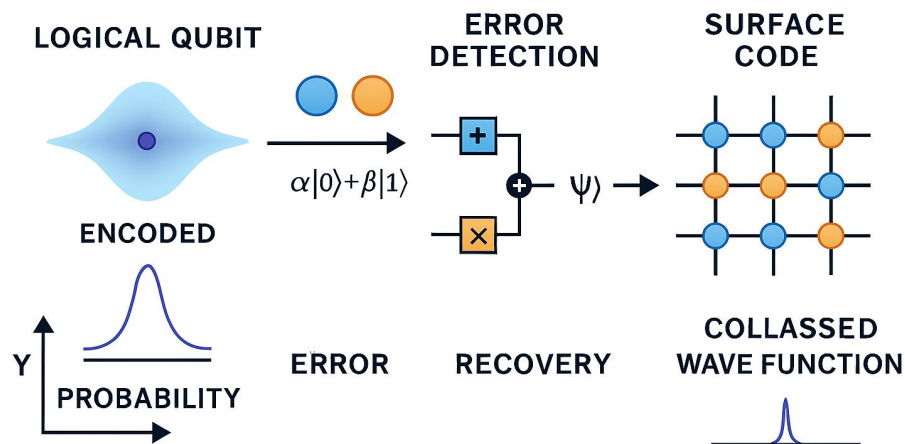 LOGICAL QUBIT
ERROR
DETECTION
SURFACE
CODE
α|0⟩+β|1⟩
+
+
×
ψ⟩
ENCODED
Y
PROBABILITY
ERROR
RECOVERY
COLLASSED
WAVE FUNCTION